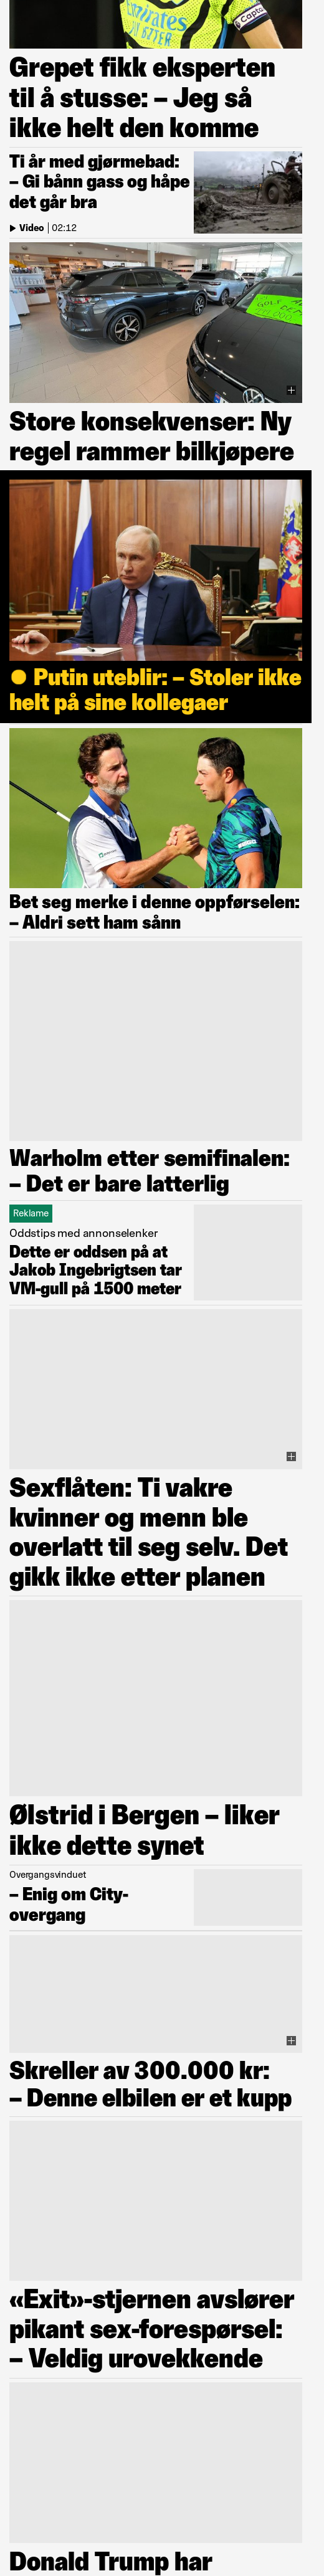 Emirates
FLY BETTER
Capta
Grepet fikk eksperten
til å stusse: – Jeg så
ikke helt den komme
Ti år med gjørmebad:
– Gi bånn gass og håpe
det går bra
Video | 02:12
GOLF
Store konsekvenser: Ny
regel rammer bilkjøpere
Putin uteblir: – Stoler ikke
helt på sine kollegaer
Bet seg merke i denne oppførselen:
– Aldri sett ham sånn
Warholm etter semifinalen:
– Det er bare latterlig
Reklame
Oddstips med annonselenker
Dette er oddsen på at
Jakob Ingebrigtsen tar
VM-gull på 1500 meter
Sexflåten: Ti vakre
kvinner og menn ble
overlatt til seg selv. Det
gikk ikke etter planen
Ølstrid i Bergen – liker
ikke dette synet
Overgangsvinduet
– Enig om City-
overgang
Skreller av 300.000 kr:
– Denne elbilen er et kupp
«Exit»-stjernen avslører
pikant sex-forespørsel:
– Veldig urovekkende
Donald Trump har